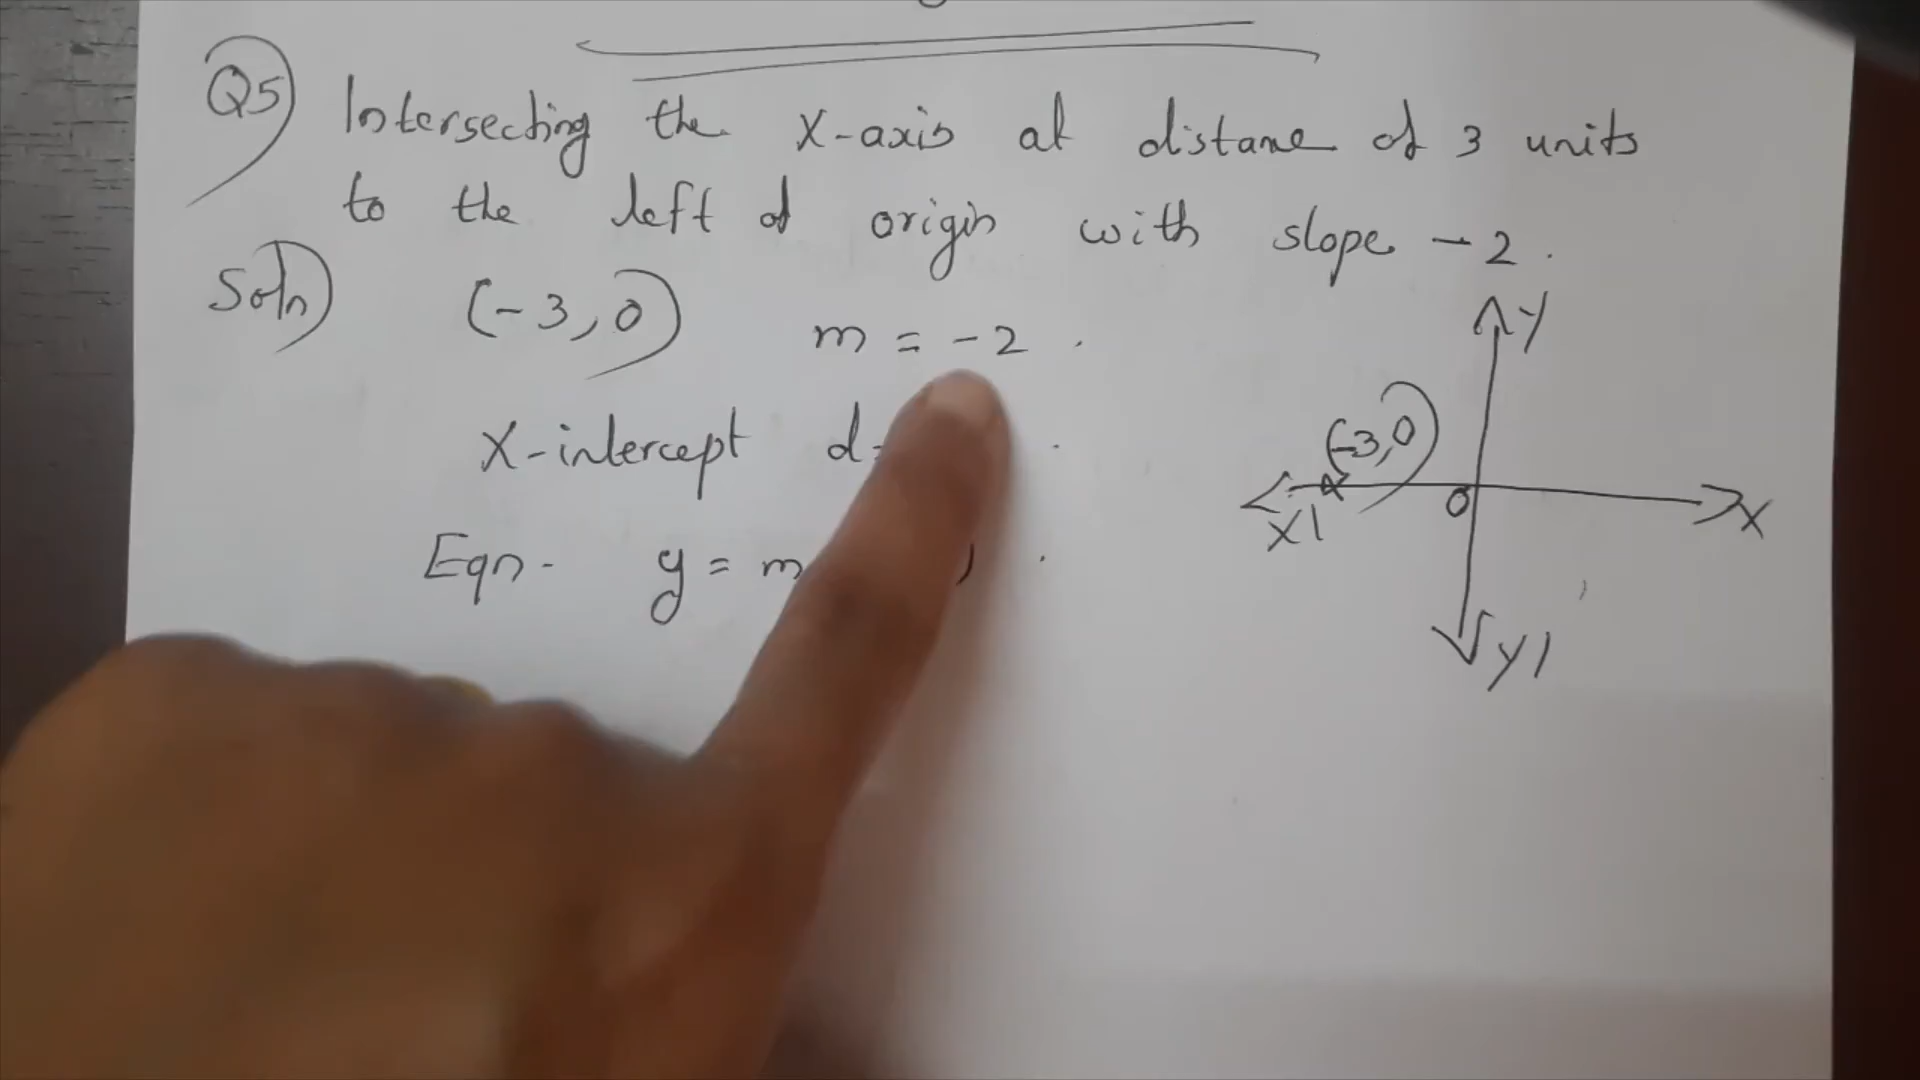 Q5) Intersecting the X-axis at distane of 3 units
to the left of origin with slope -2.
Soln) (-3,0) m = -2 .
X-intercept d=
Eqn. y = m
Y
(-3,0)
O
X
X1
Y1